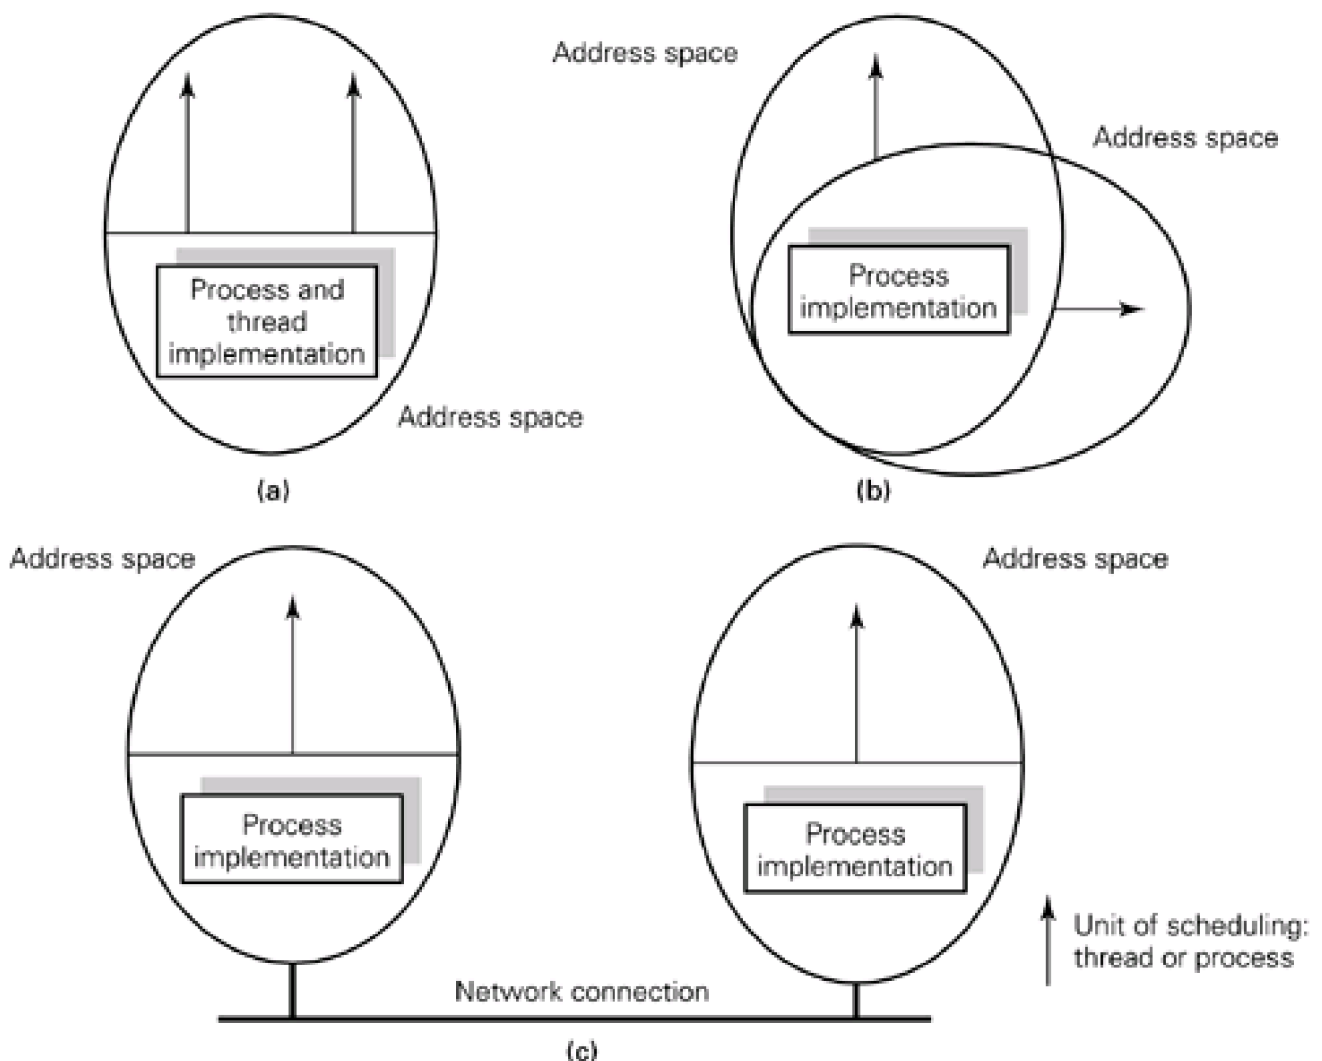 Address space
Address space
Process and
thread
implementation
Process
implementation
Address space
(a)
(b)
Address space
Address space
Process
implementation
Process
implementation
Unit of scheduling:
thread or process
Network connection
(c)